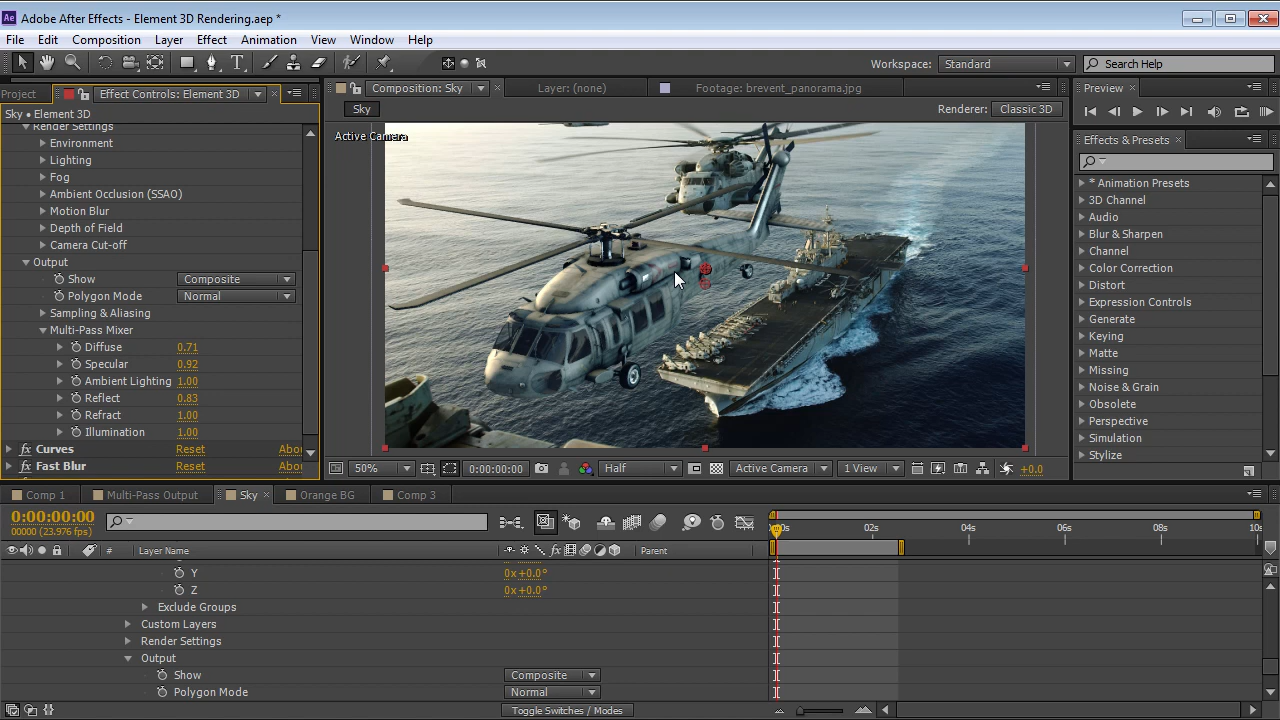 Ae Adobe After Effects - Element 3D Rendering.aep *
File Edit Composition Layer Effect Animation View Window Help
Workspace: Standard Search Help
Project Effect Controls: Element 3D
Sky • Element 3D
Render Settings
Environment
Lighting
Fog
Ambient Occlusion (SSAO)
Motion Blur
Depth of Field
Camera Cut-off
Output
Show Composite
Polygon Mode Normal
Sampling & Aliasing
Multi-Pass Mixer
Diffuse 0.71
Specular 0.92
Ambient Lighting 1.00
Reflect 0.83
Refract 1.00
Illumination 1.00
fx Curves Reset Abou
fx Fast Blur Reset Abou
Composition: Sky Layer: (none) Footage: brevent_panorama.jpg
Sky Renderer: Classic 3D
Active Camera
50% 0:00:00:00 Half Active Camera 1 View +0.0
Preview
Effects & Presets
* Animation Presets
3D Channel
Audio
Blur & Sharpen
Channel
Color Correction
Distort
Expression Controls
Generate
Keying
Matte
Missing
Noise & Grain
Obsolete
Perspective
Simulation
Stylize
Comp 1 Multi-Pass Output Sky Orange BG Comp 3
0:00:00:00
00000 (23.976 fps)
00s 02s 04s 06s 08s 10s
# Layer Name Parent
Y 0x+0.0°
Z 0x+0.0°
Exclude Groups
Custom Layers
Render Settings
Output
Show Composite
Polygon Mode Normal
Toggle Switches / Modes